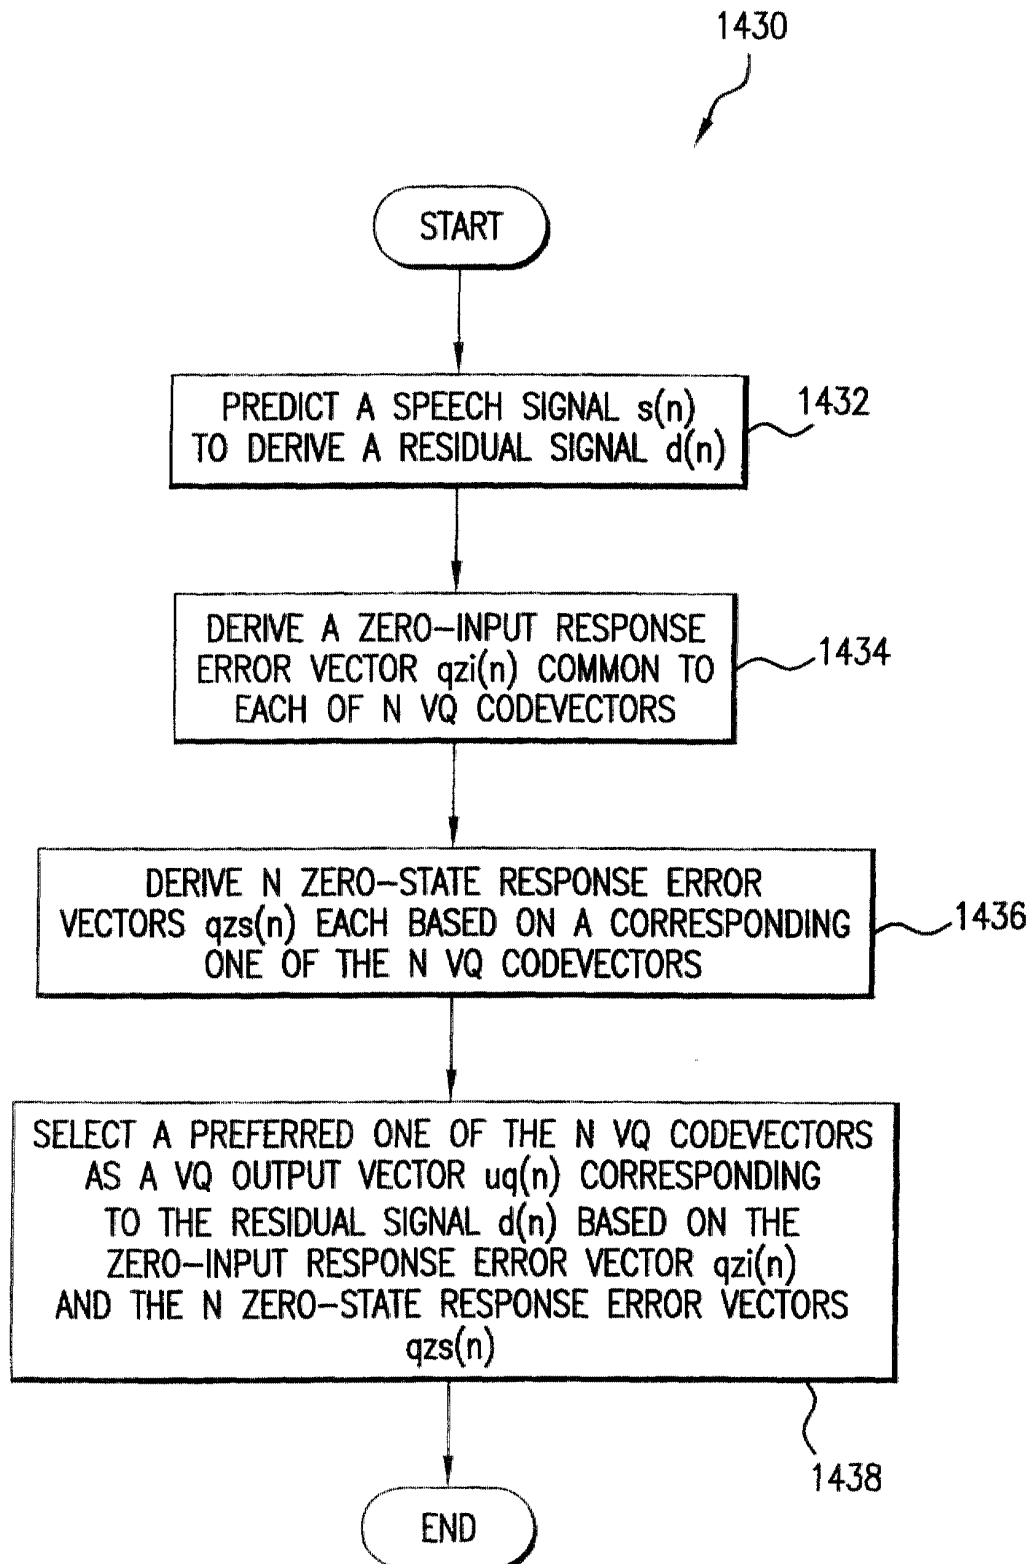 1430
START
PREDICT A SPEECH SIGNAL s(n)
TO DERIVE A RESIDUAL SIGNAL d(n)
1432
DERIVE A ZERO-INPUT RESPONSE
ERROR VECTOR qzi(n) COMMON TO
EACH OF N VQ CODEVECTORS
1434
DERIVE N ZERO-STATE RESPONSE ERROR
VECTORS qzs(n) EACH BASED ON A CORRESPONDING
ONE OF THE N VQ CODEVECTORS
1436
SELECT A PREFERRED ONE OF THE N VQ CODEVECTORS
AS A VQ OUTPUT VECTOR uq(n) CORRESPONDING
TO THE RESIDUAL SIGNAL d(n) BASED ON THE
ZERO-INPUT RESPONSE ERROR VECTOR qzi(n)
AND THE N ZERO-STATE RESPONSE ERROR VECTORS
qzs(n)
1438
END